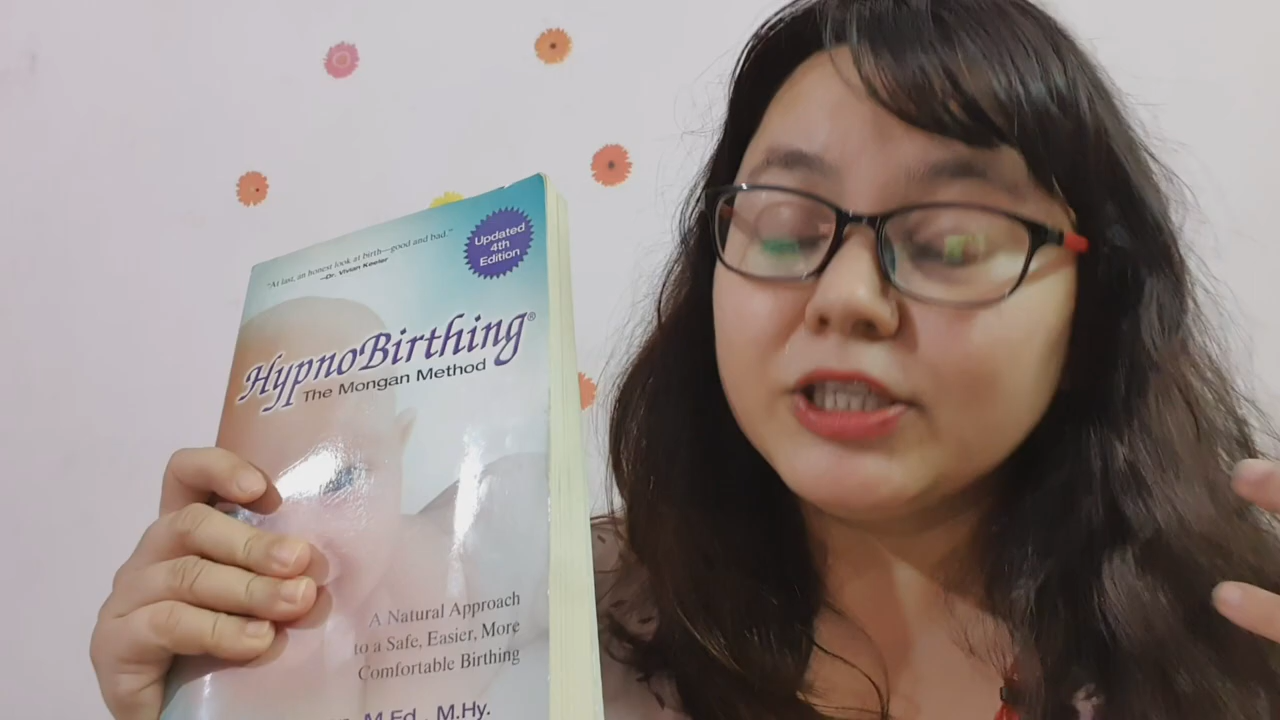 "At last, an honest look at birth—good and bad."
—Dr. Vivian Keeler
Updated
4th
Edition
HypnoBirthing®
The Mongan Method
A Natural Approach
to a Safe, Easier, More
Comfortable Birthing
M.Ed., M.Hy.